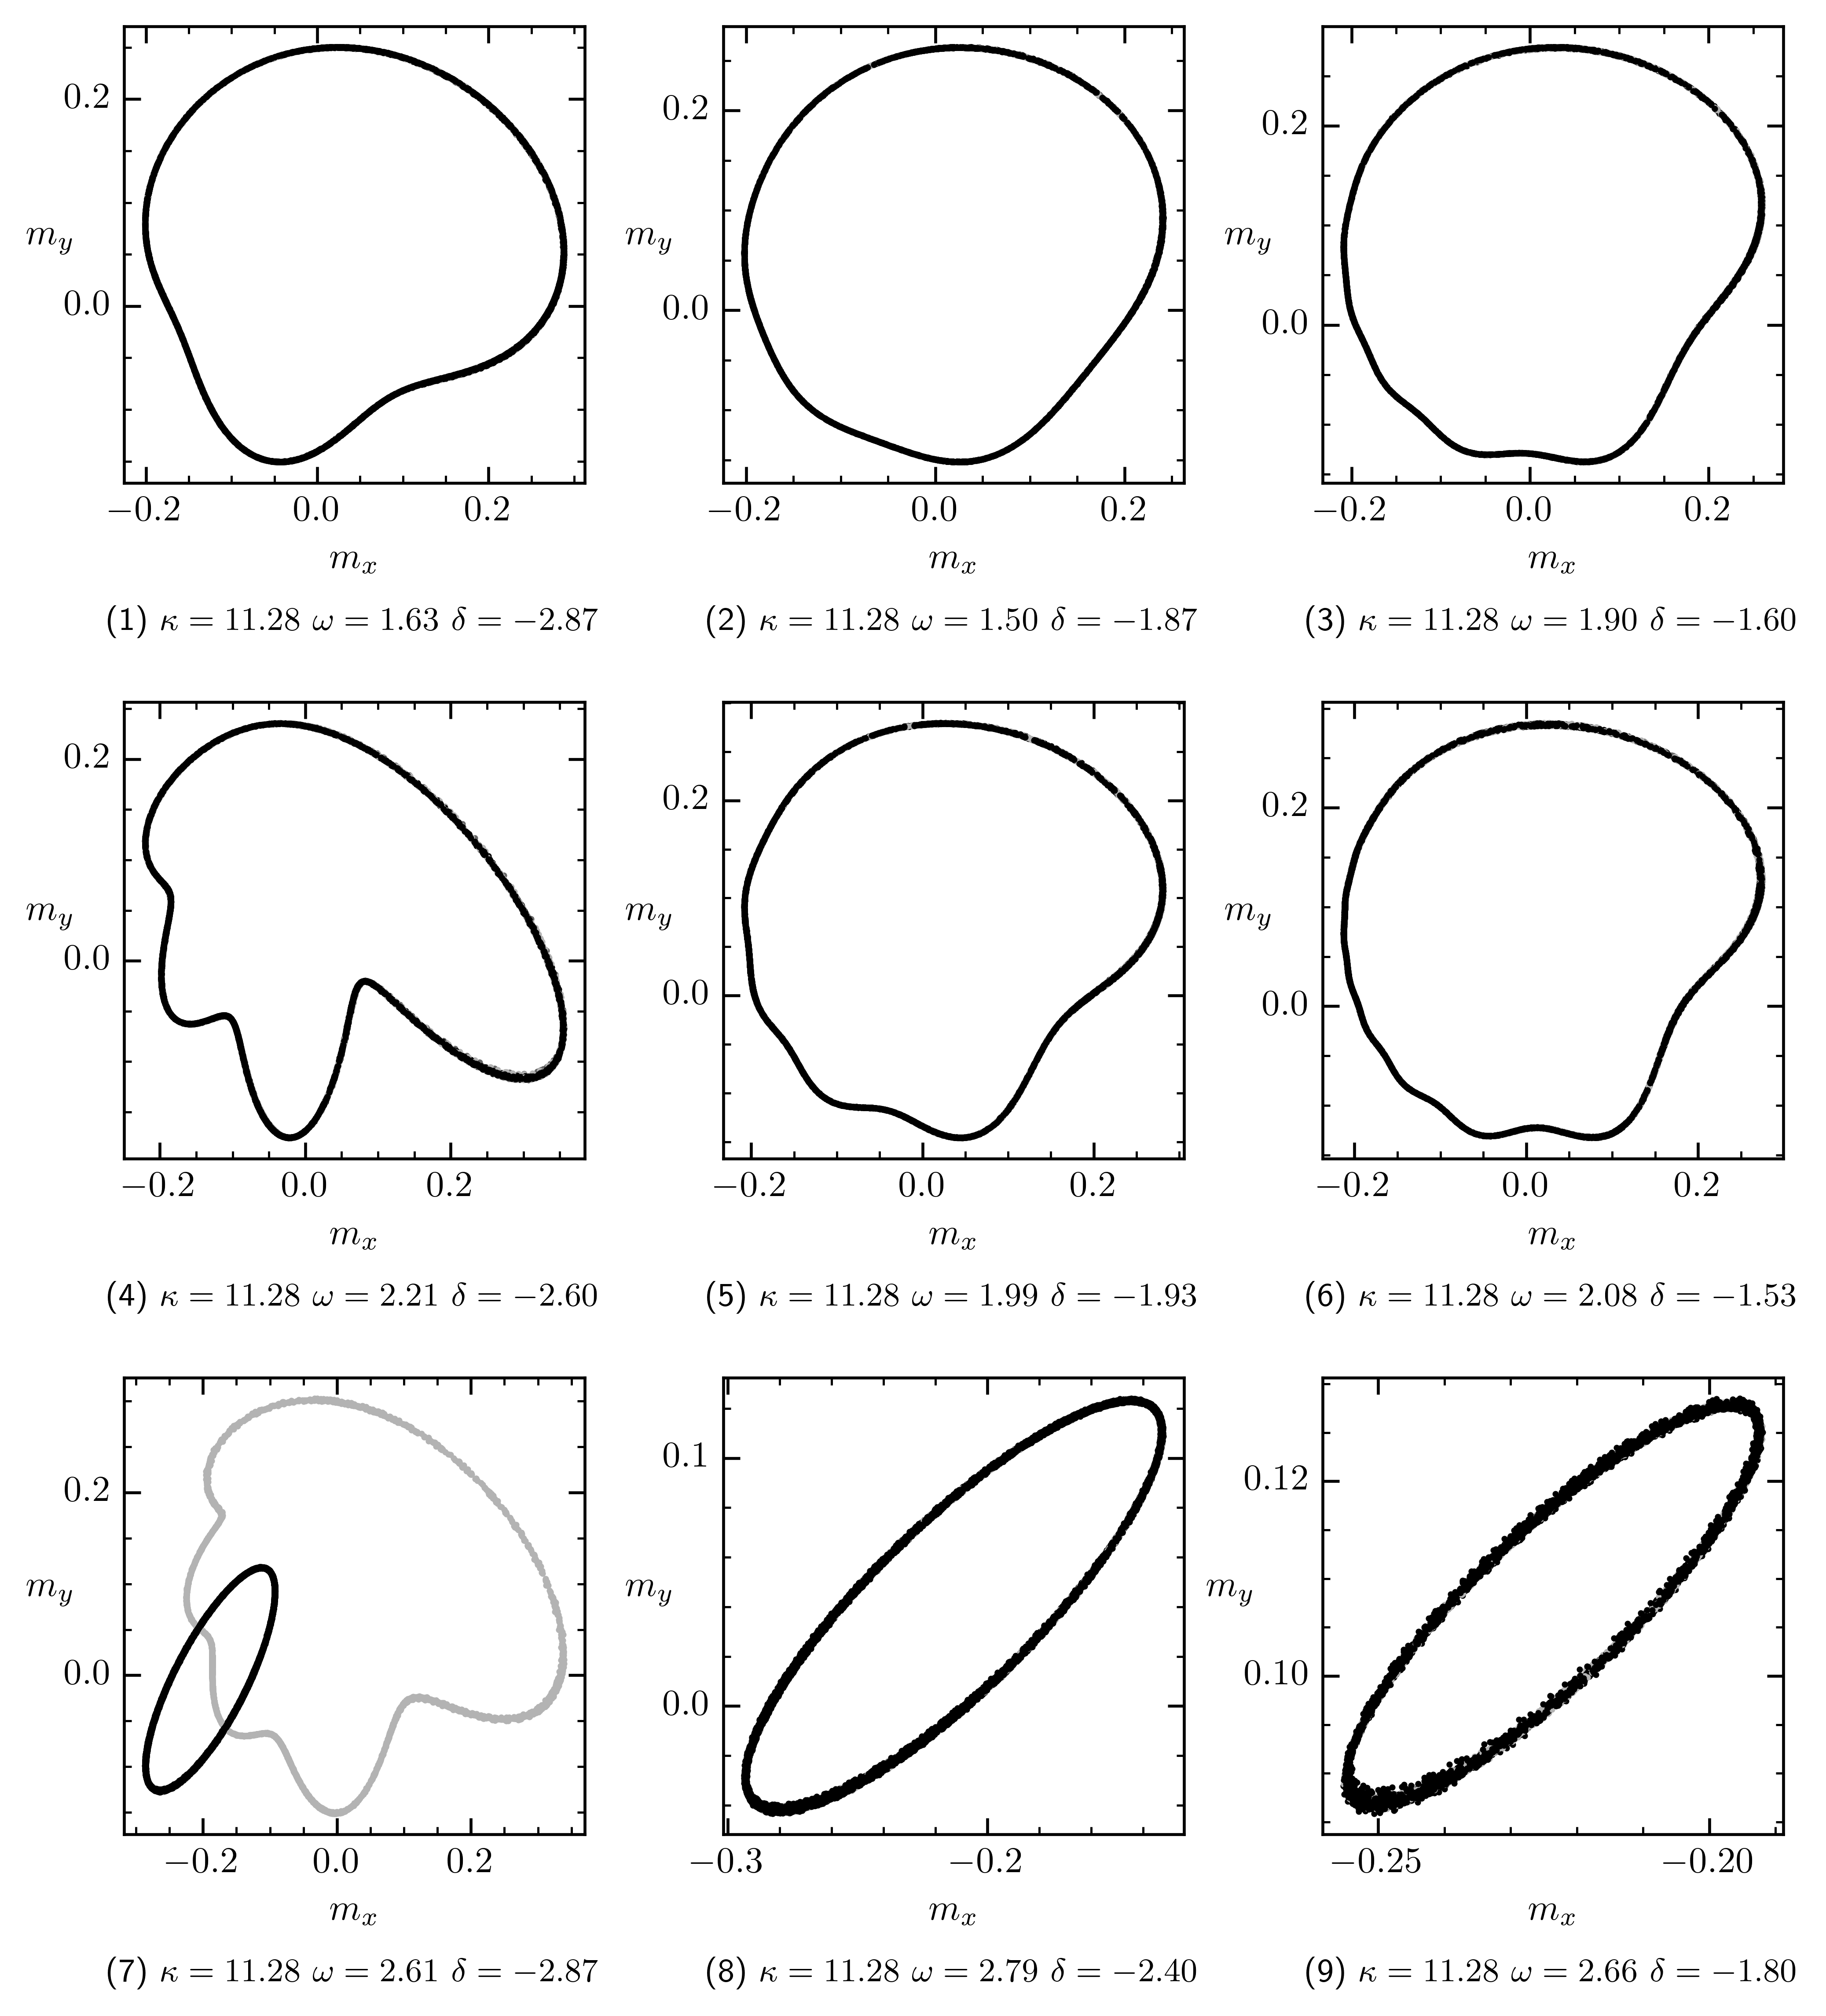 0.2
m_y
0.0
−0.2 0.0 0.2
m_x
(1) κ = 11.28 ω = 1.63 δ = −2.87
0.2
m_y
0.0
−0.2 0.0 0.2
m_x
(2) κ = 11.28 ω = 1.50 δ = −1.87
0.2
m_y
0.0
−0.2 0.0 0.2
m_x
(3) κ = 11.28 ω = 1.90 δ = −1.60
0.2
m_y
0.0
−0.2 0.0 0.2
m_x
(4) κ = 11.28 ω = 2.21 δ = −2.60
0.2
m_y
0.0
−0.2 0.0 0.2
m_x
(5) κ = 11.28 ω = 1.99 δ = −1.93
0.2
m_y
0.0
−0.2 0.0 0.2
m_x
(6) κ = 11.28 ω = 2.08 δ = −1.53
0.2
m_y
0.0
−0.2 0.0 0.2
m_x
(7) κ = 11.28 ω = 2.61 δ = −2.87
0.1
m_y
0.0
−0.3 −0.2
m_x
(8) κ = 11.28 ω = 2.79 δ = −2.40
0.12
m_y
0.10
−0.25 −0.20
m_x
(9) κ = 11.28 ω = 2.66 δ = −1.80